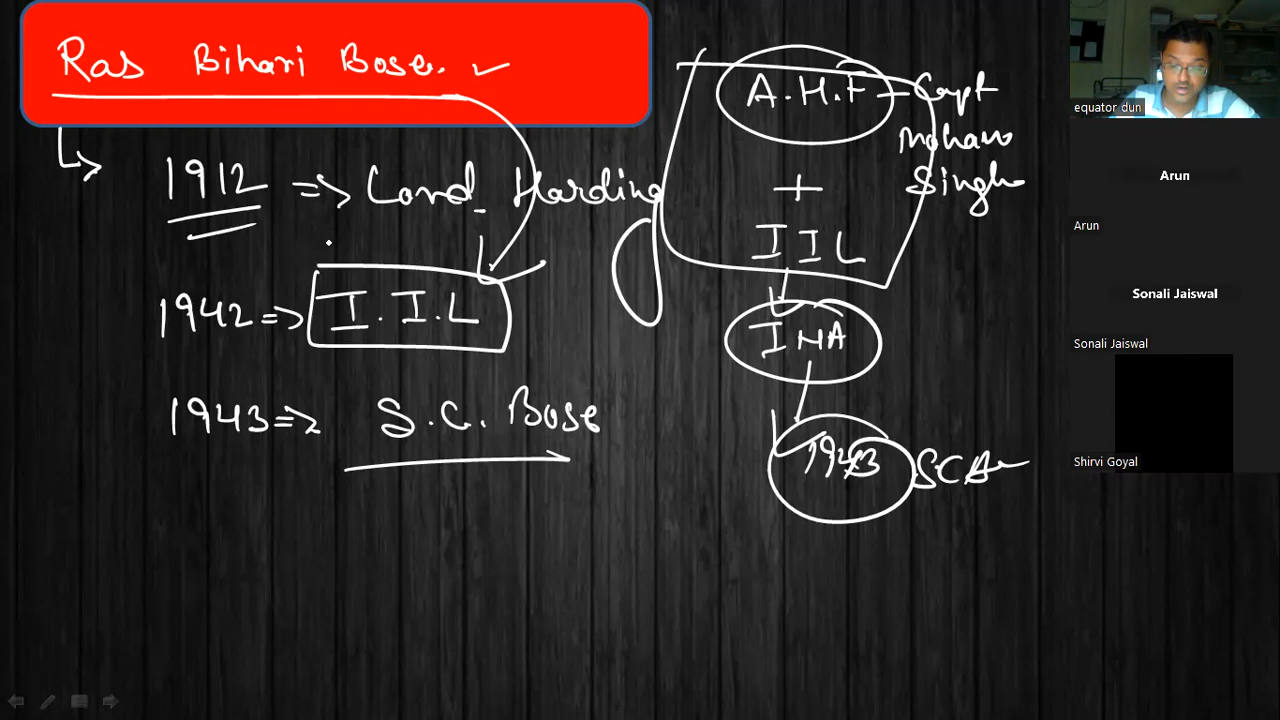 Ras Bihari Bose.
1912 => Lord Harding
1942 => I.I.L
1943 => S.C. Bose
A.H.F - Capt
Mohan
Singh
+
I I L
INA
1943 SCB
equator dun
Arun
Arun
Sonali Jaiswal
Sonali Jaiswal
Shirvi Goyal